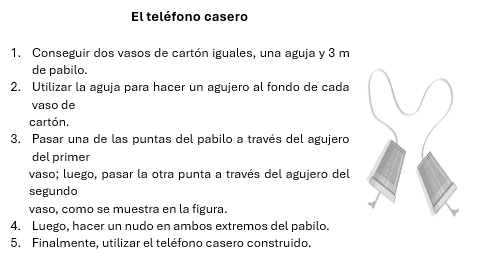 El teléfono casero
1. Conseguir dos vasos de cartón iguales, una aguja y 3 m
de pabilo.
2. Utilizar la aguja para hacer un agujero al fondo de cada
vaso de
cartón.
3. Pasar una de las puntas del pabilo a través del agujero
del primer
vaso; luego, pasar la otra punta a través del agujero del
segundo
vaso, como se muestra en la figura.
4. Luego, hacer un nudo en ambos extremos del pabilo.
5. Finalmente, utilizar el teléfono casero construido.